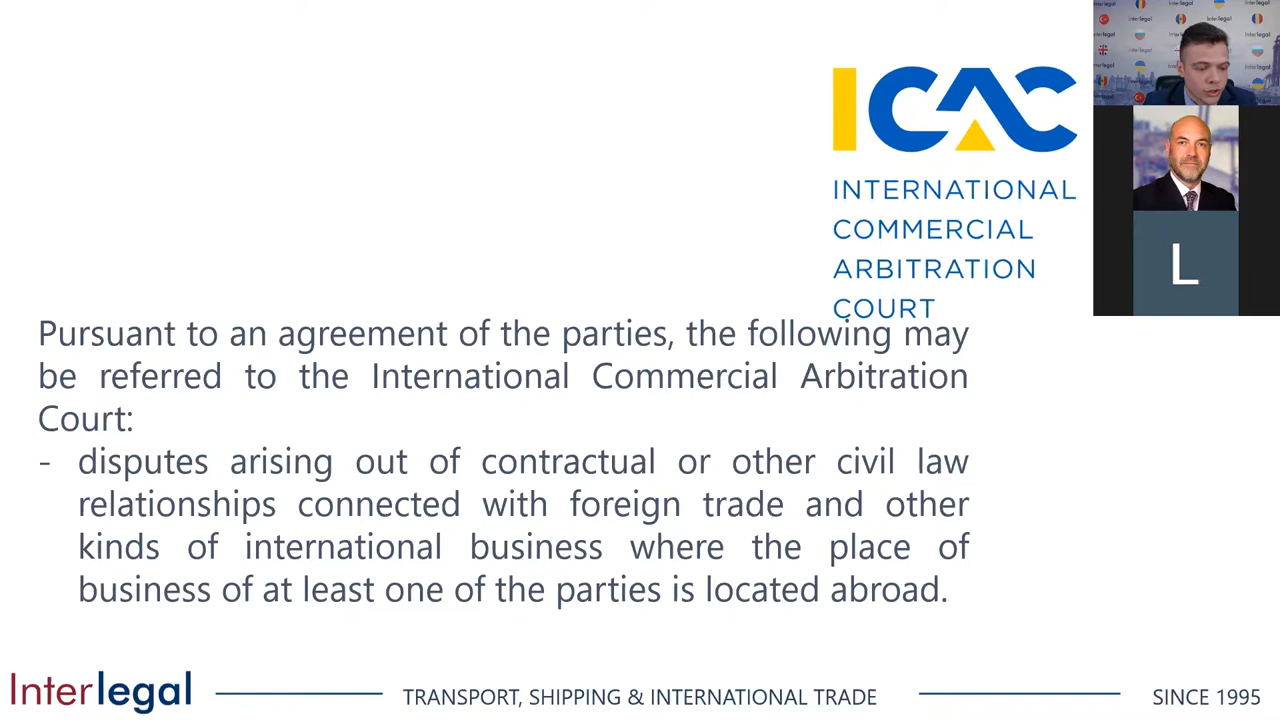 ICAC
INTERNATIONAL
COMMERCIAL
ARBITRATION
COURT
Pursuant to an agreement of the parties, the following may
be referred to the International Commercial Arbitration
Court:
- disputes arising out of contractual or other civil law
relationships connected with foreign trade and other
kinds of international business where the place of
business of at least one of the parties is located abroad.
L
Interlegal
TRANSPORT, SHIPPING & INTERNATIONAL TRADE
SINCE 1995